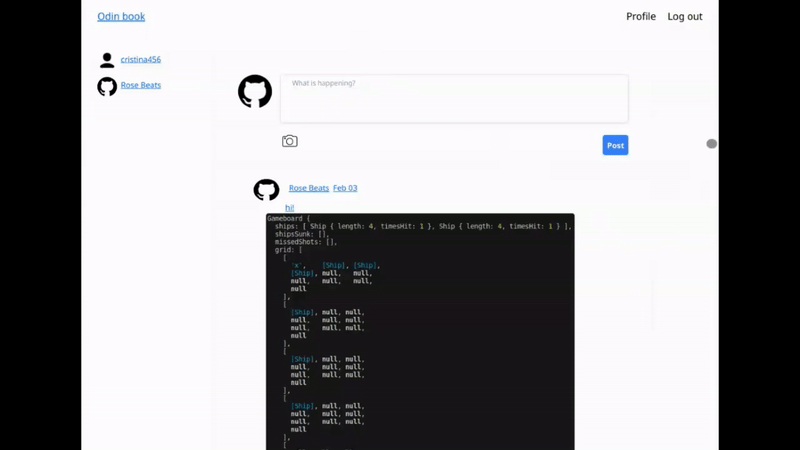 Odin book
Profile
Log out
cristina456
Rose Beats
What is happening?
Post
Rose Beats Feb 03
hi!
Gameboard {
ships: [ Ship { length: 4, timesHit: 1 }, Ship { length: 4, timesHit: 1 } ],
shipsSunk: [],
missedShots: [],
grid: [
[
'x', [Ship], [Ship],
[Ship], null, null,
null, null, null,
null
],
[
[Ship], null, null,
null, null, null,
null, null, null,
null
],
[
[Ship], null, null,
null, null, null,
null, null, null,
null
],
[
[Ship], null, null,
null, null, null,
null, null, null,
null
],
[